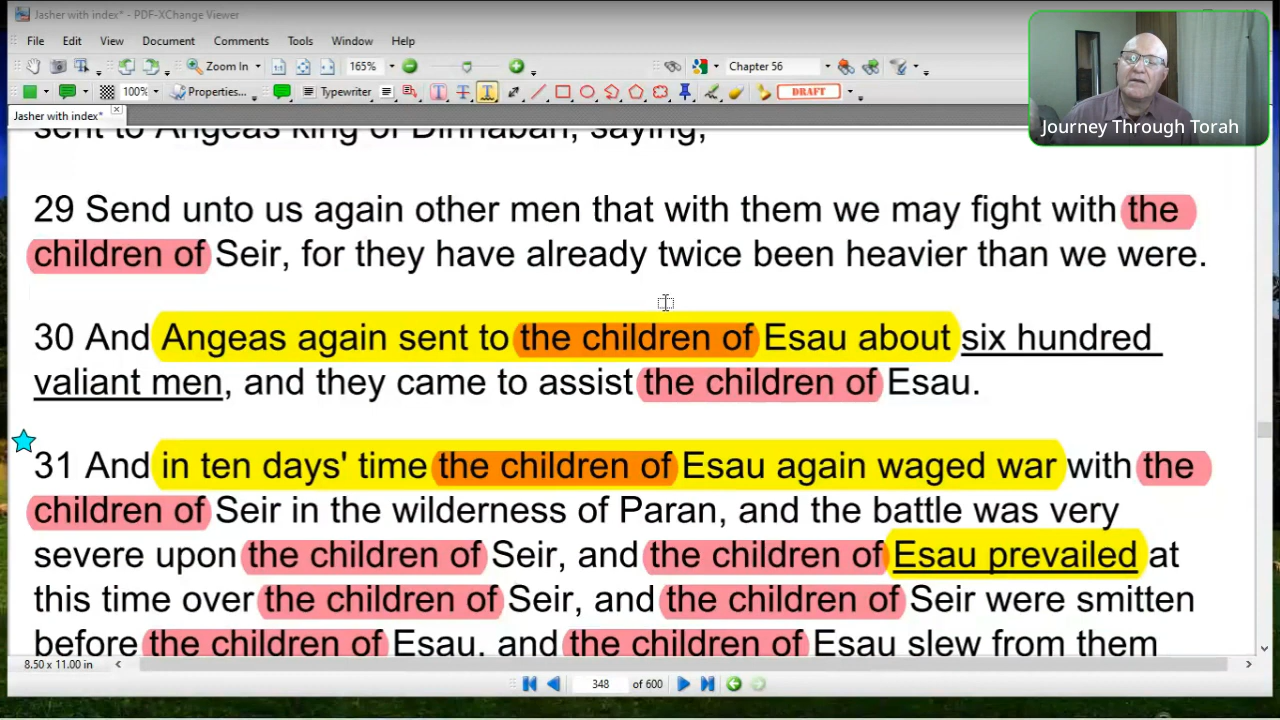 Jasher with index* - PDF-XChange Viewer
File Edit View Document Comments Tools Window Help
Zoom In 165% Chapter 56
100% Properties... Typewriter DRAFT
Jasher with index*
Journey Through Torah
sent to Angeas king of Dinhabah, saying,
29 Send unto us again other men that with them we may fight with the
children of Seir, for they have already twice been heavier than we were.
30 And Angeas again sent to the children of Esau about six hundred
valiant men, and they came to assist the children of Esau.
31 And in ten days' time the children of Esau again waged war with the
children of Seir in the wilderness of Paran, and the battle was very
severe upon the children of Seir, and the children of Esau prevailed at
this time over the children of Seir, and the children of Seir were smitten
before the children of Esau, and the children of Esau slew from them
8.50 x 11.00 in
348 of 600